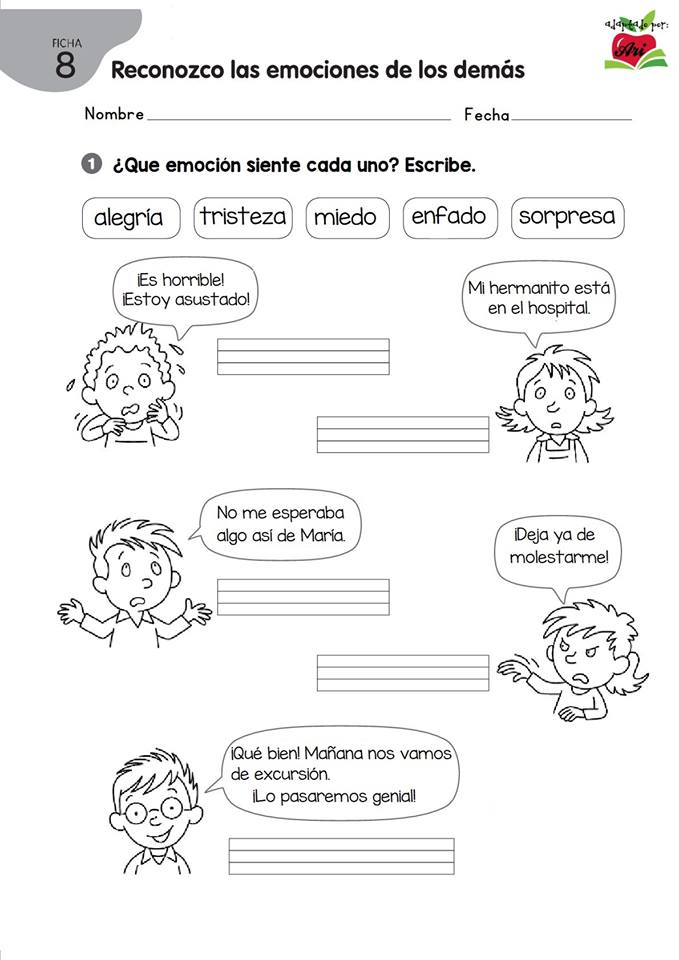 FICHA
8
Reconozco las emociones de los demás
adaptado por:
Ari
Nombre
Fecha
1 ¿Que emoción siente cada uno? Escribe.
alegría tristeza miedo enfado sorpresa
¡Es horrible!
¡Estoy asustado!
Mi hermanito está
en el hospital.
No me esperaba
algo así de María.
¡Deja ya de
molestarme!
¡Qué bien! Mañana nos vamos
de excursión.
¡Lo pasaremos genial!